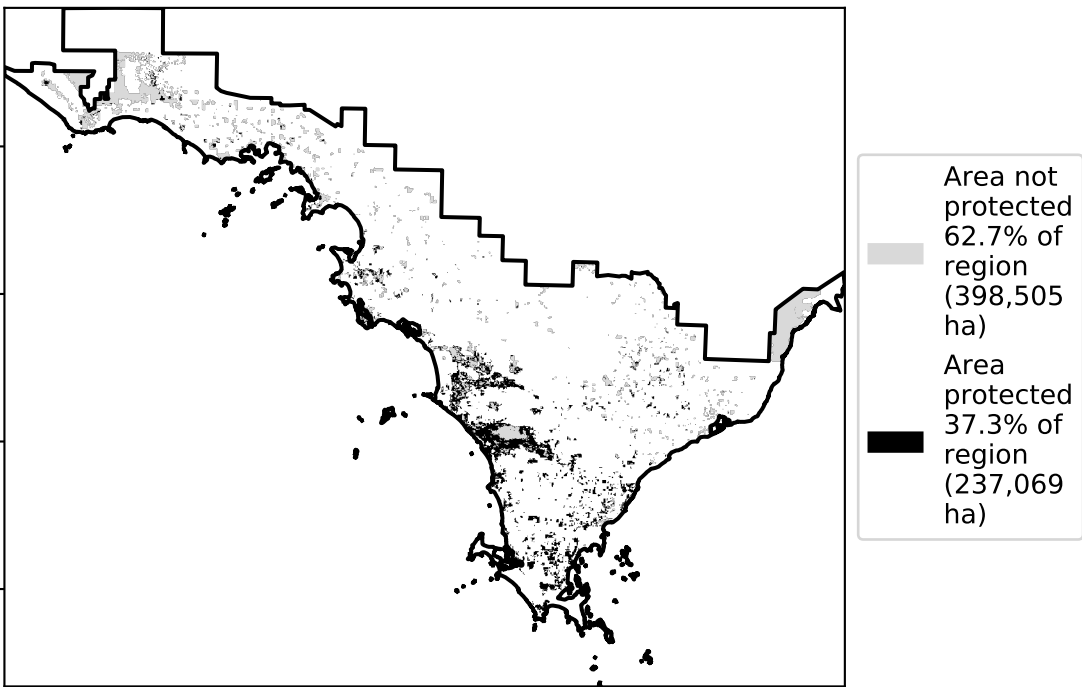 Area not
protected
62.7% of
region
(398,505
ha)
Area
protected
37.3% of
region
(237,069
ha)